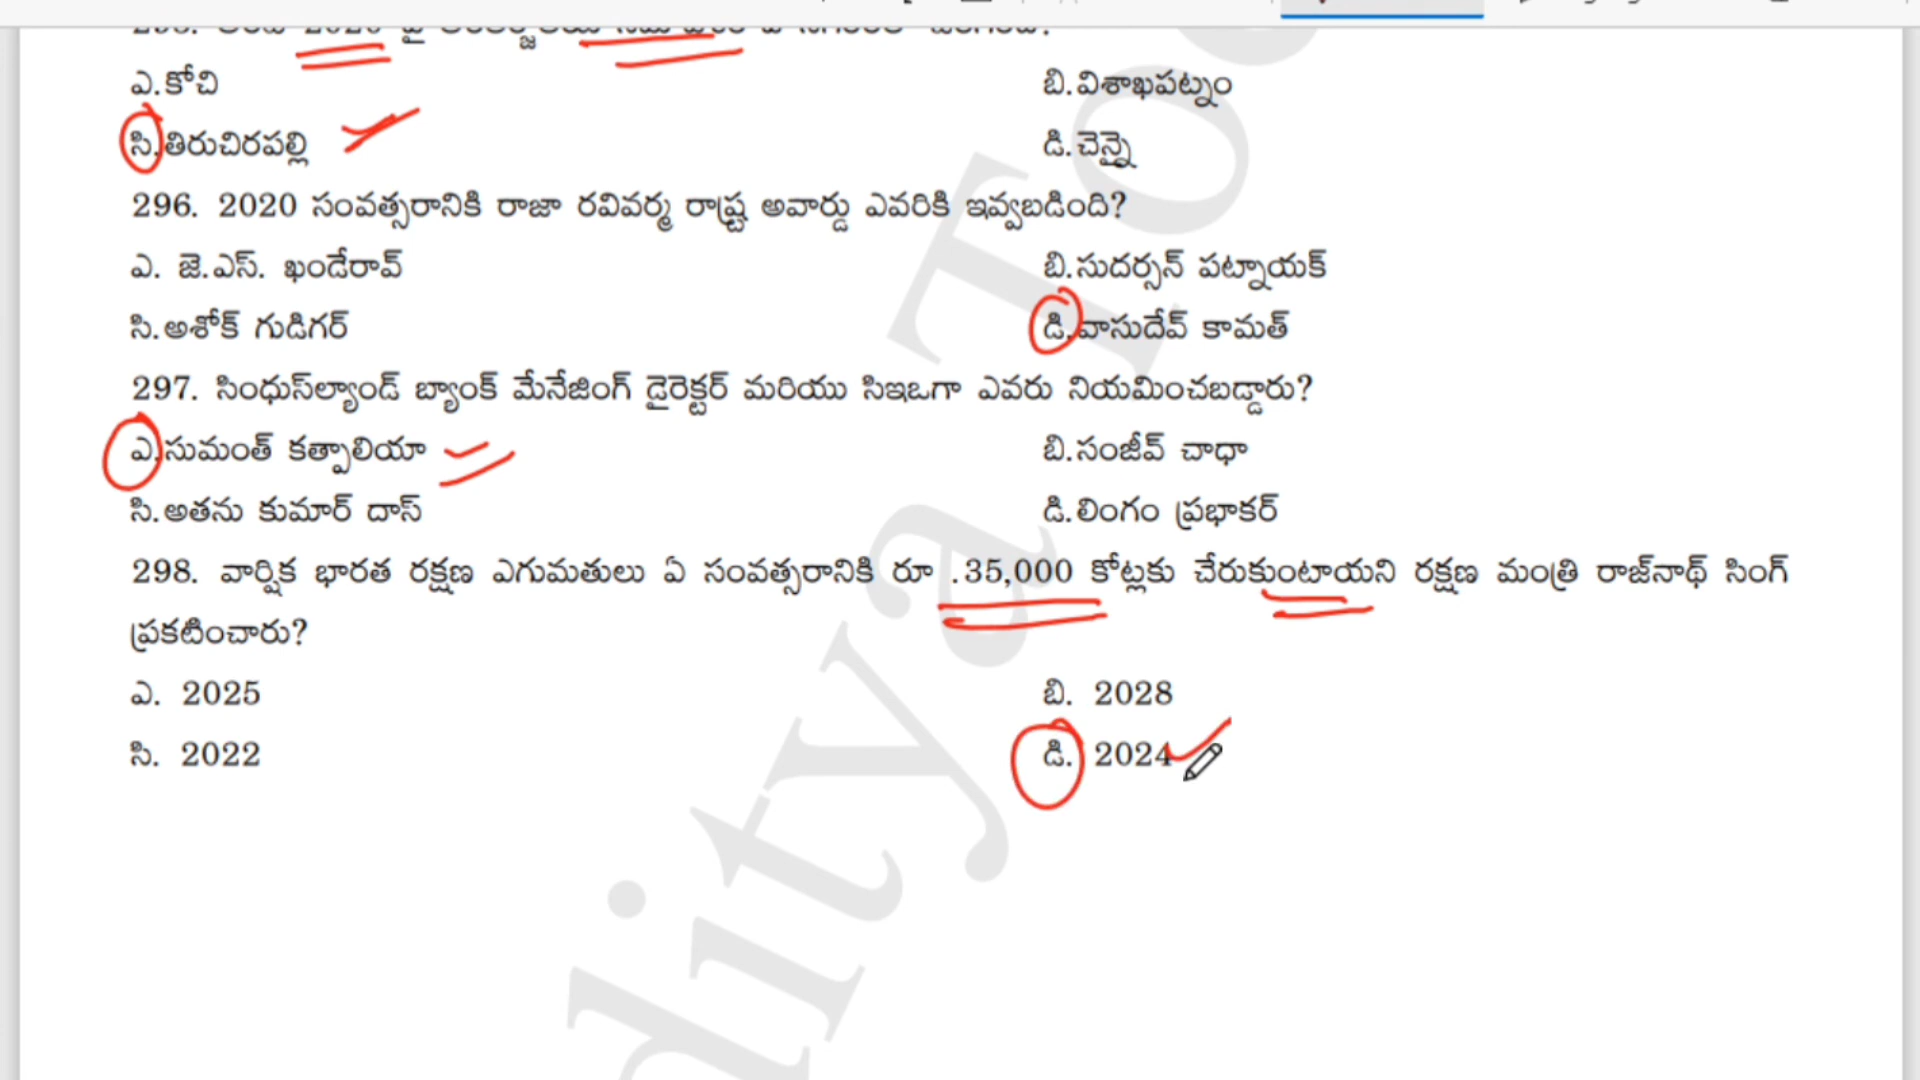 2020
ఎ.కోచి బి.విశాఖపట్నం
సి.తిరుచిరపల్లి డి.చెన్నై
296. 2020 సంవత్సరానికి రాజా రవివర్మ రాష్ట్ర అవార్డు ఎవరికి ఇవ్వబడింది?
ఎ. జె.ఎస్. ఖండేరావ్ బి.సుదర్సన్ పట్నాయక్
సి.అశోక్ గుడిగర్ డి.వాసుదేవ్ కామత్
297. సింధుస్‌ల్యాండ్ బ్యాంక్ మేనేజింగ్ డైరెక్టర్ మరియు సిఇఒగా ఎవరు నియమించబడ్డారు?
ఎ.సుమంత్ కత్పాలియా బి.సంజీవ్ చాధా
సి.అతను కుమార్ దాస్ డి.లింగం ప్రభాకర్
298. వార్షిక భారత రక్షణ ఎగుమతులు ఏ సంవత్సరానికి రూ .35,000 కోట్లకు చేరుకుంటాయని రక్షణ మంత్రి రాజ్‌నాథ్ సింగ్
ప్రకటించారు?
ఎ. 2025 బి. 2028
సి. 2022 డి. 2024